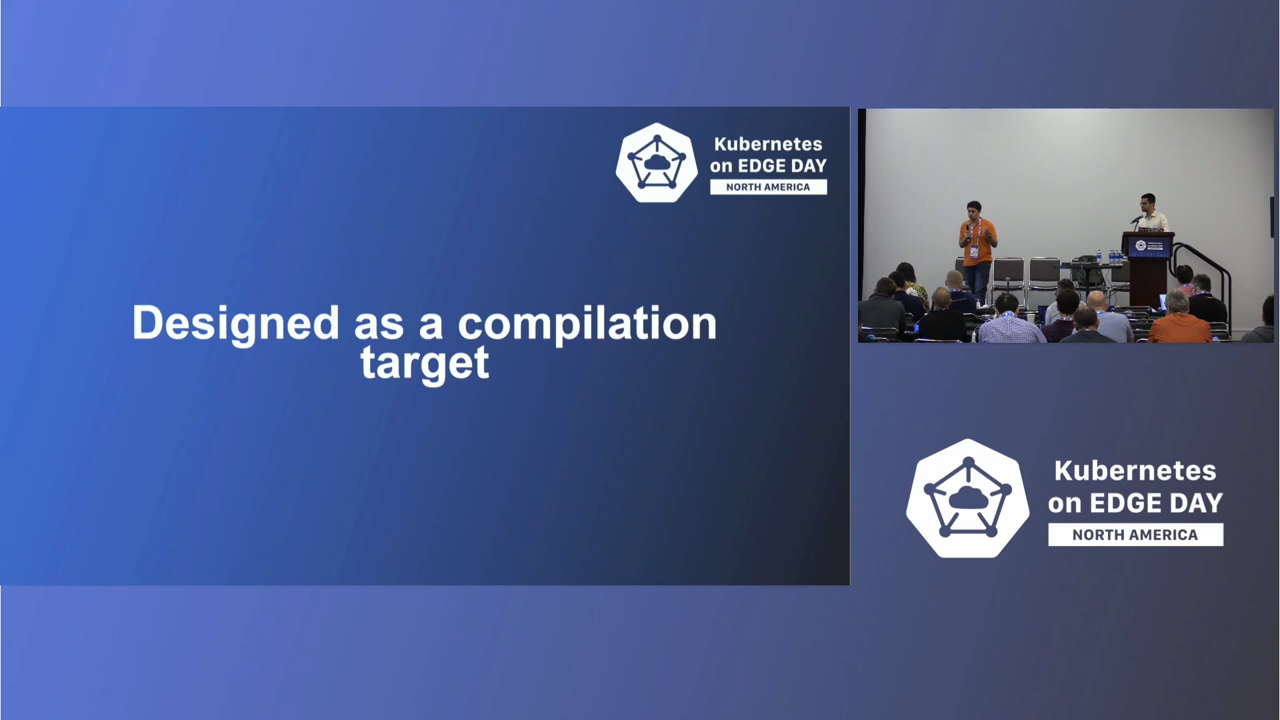 Kubernetes
on EDGE DAY
NORTH AMERICA
Designed as a compilation
target
Kubernetes
on EDGE DAY
NORTH AMERICA